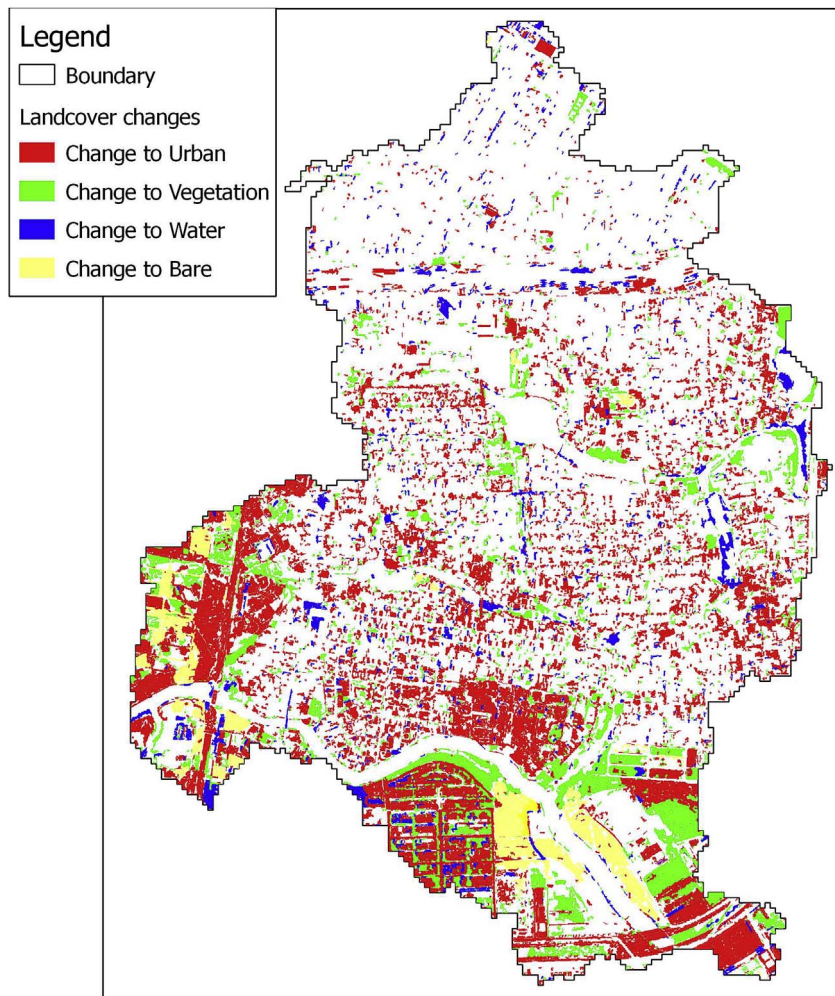 Legend
Boundary
Landcover changes
Change to Urban
Change to Vegetation
Change to Water
Change to Bare